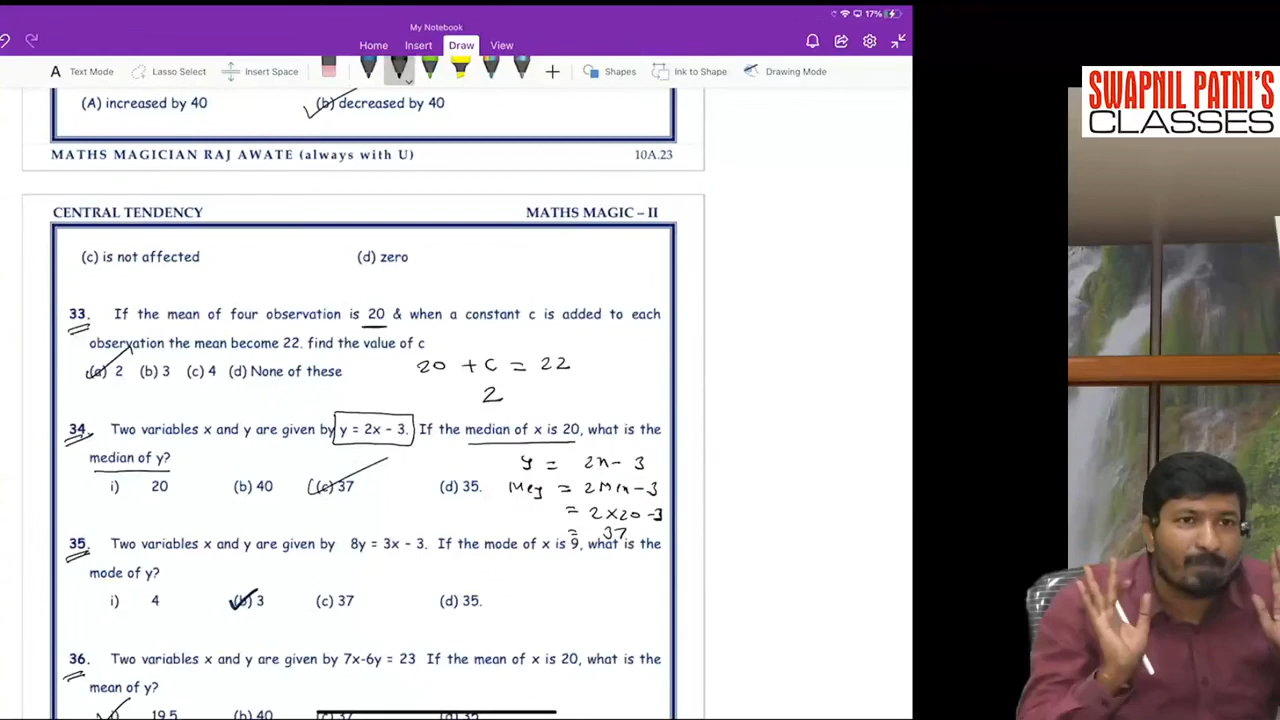 My Notebook
17%
Home Insert Draw View
A Text Mode Lasso Select Insert Space Shapes Ink to Shape Drawing Mode
(A) increased by 40 (b) decreased by 40
MATHS MAGICIAN RAJ AWATE (always with U) 10A.23
CENTRAL TENDENCY MATHS MAGIC – II
(c) is not affected (d) zero
33. If the mean of four observation is 20 & when a constant c is added to each
observation the mean become 22. find the value of c
(a) 2 (b) 3 (c) 4 (d) None of these
20 + c = 22
2
34. Two variables x and y are given by y = 2x - 3. If the median of x is 20, what is the
median of y?
i) 20 (b) 40 (c) 37 (d) 35.
y = 2x - 3
Mey = 2Mex - 3
= 2 x 20 - 3
= 37
35. Two variables x and y are given by 8y = 3x - 3. If the mode of x is 9, what is the
mode of y?
i) 4 (b) 3 (c) 37 (d) 35.
36. Two variables x and y are given by 7x-6y = 23 If the mean of x is 20, what is the
mean of y?
i) 19.5 (b) 40 (c) 37 (d) 35.
SWAPNIL PATNI'S
CLASSES